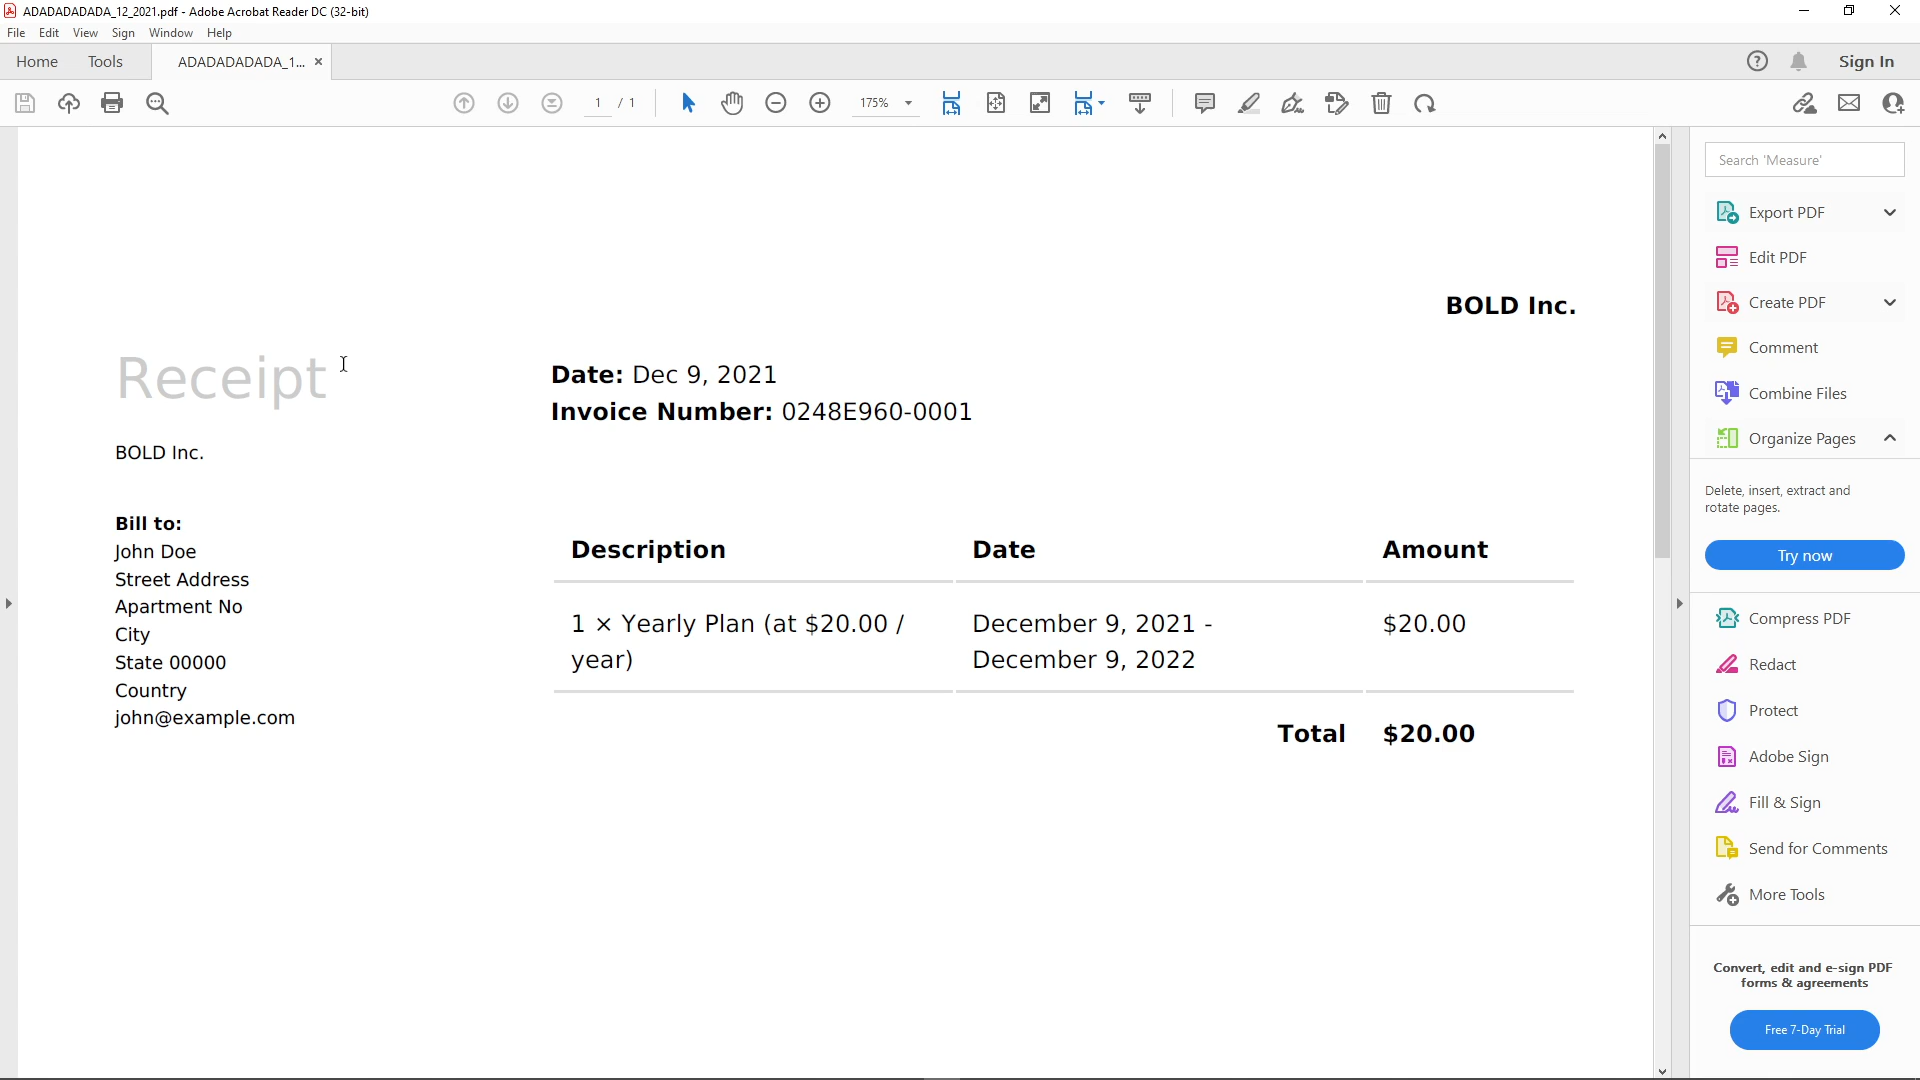 ADADADADADA_12_2021.pdf - Adobe Acrobat Reader DC (32-bit)
File Edit View Sign Window Help
Home Tools ADADADADADA_1... × Sign In
1 / 1 175%
Search 'Measure'
Export PDF
Edit PDF
Create PDF
Comment
Combine Files
Organize Pages
Delete, insert, extract and
rotate pages.
Try now
Compress PDF
Redact
Protect
Adobe Sign
Fill & Sign
Send for Comments
More Tools
Convert, edit and e-sign PDF
forms & agreements
Free 7-Day Trial
BOLD Inc.
Receipt
Date: Dec 9, 2021
Invoice Number: 0248E960-0001
BOLD Inc.
Bill to:
John Doe
Street Address
Apartment No
City
State 00000
Country
john@example.com
Description Date Amount
1 × Yearly Plan (at $20.00 / December 9, 2021 - $20.00
year) December 9, 2022
Total $20.00